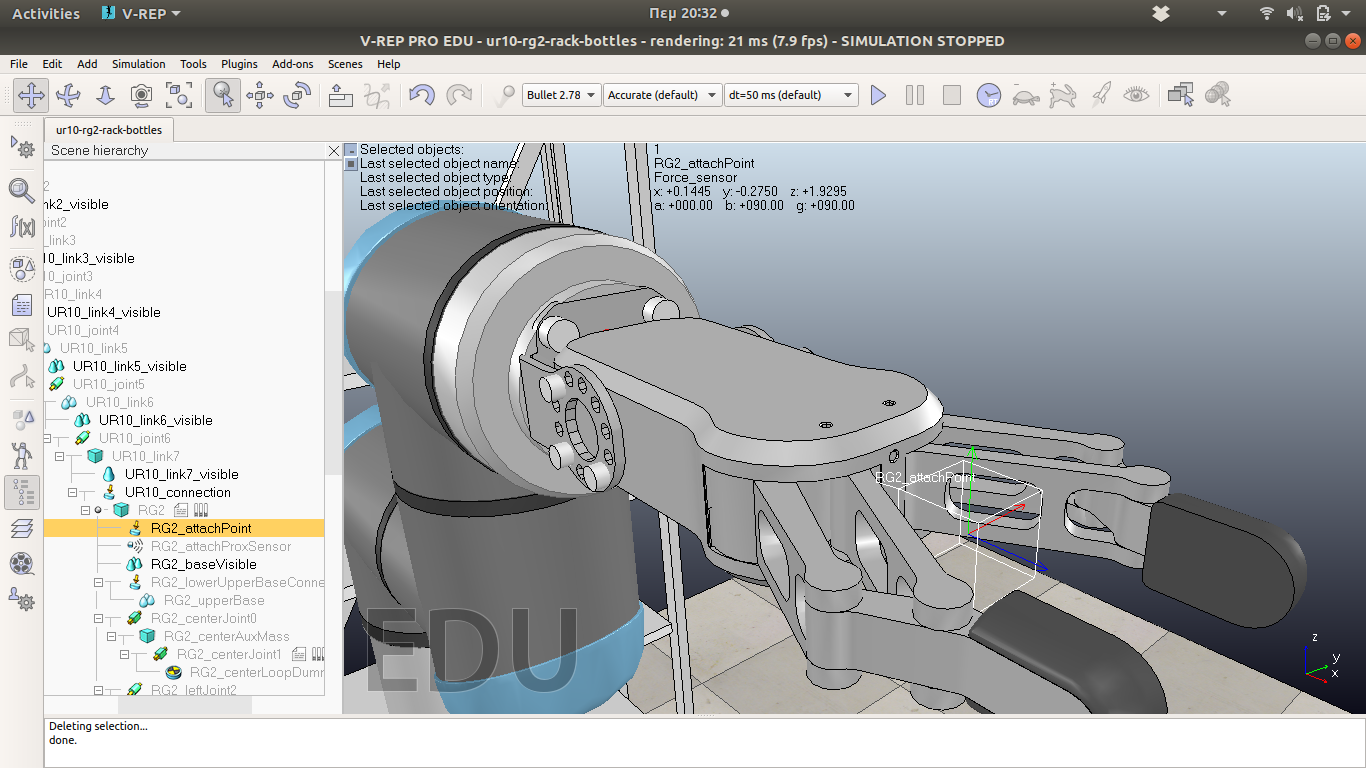 Activities V-REP Πεμ 20:32
V-REP PRO EDU - ur10-rg2-rack-bottles - rendering: 21 ms (7.9 fps) - SIMULATION STOPPED
File Edit Add Simulation Tools Plugins Add-ons Scenes Help
Bullet 2.78 Accurate (default) dt=50 ms (default) RT
ur10-rg2-rack-bottles
Scene hierarchy
2
nk2_visible
oint2
_link3
10_link3_visible
10_joint3
R10_link4
UR10_link4_visible
UR10_joint4
UR10_link5
UR10_link5_visible
UR10_joint5
UR10_link6
UR10_link6_visible
UR10_joint6
UR10_link7
UR10_link7_visible
UR10_connection
RG2
RG2_attachPoint
RG2_attachProxSensor
RG2_baseVisible
RG2_lowerUpperBaseConne
RG2_upperBase
RG2_centerJoint0
RG2_centerAuxMass
RG2_centerJoint1
RG2_centerLoopDumm
RG2_leftJoint2
f(x)
Selected objects: 1
Last selected object name: RG2_attachPoint
Last selected object type: Force_sensor
Last selected object position: x: +0.1445 y: -0.2750 z: +1.9295
Last selected object orientation: a: +000.00 b: +090.00 g: +090.00
RG2_attachPoint
EDU
z
y
x
Deleting selection...
done.